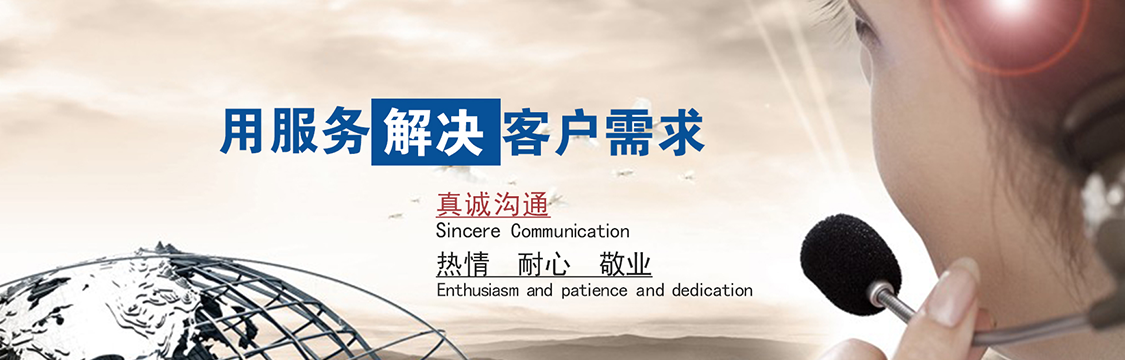 用服务解决客户需求
真诚沟通
Sincere Communication
热情 耐心 敬业
Enthusiasm and patience and dedication